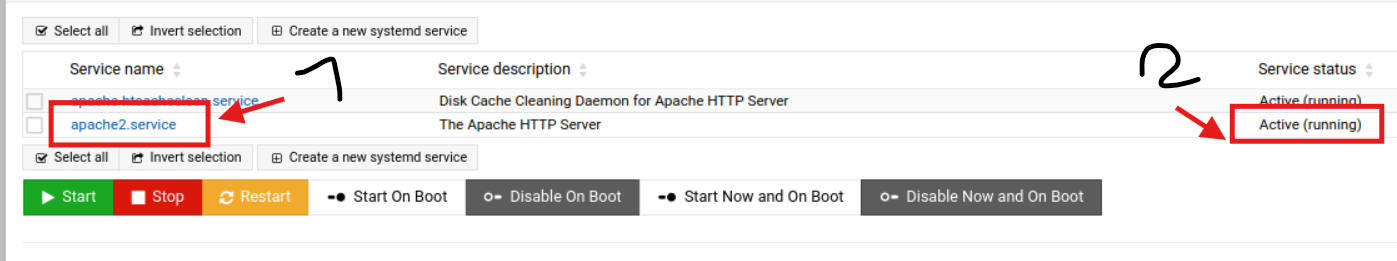 Select all Invert selection Create a new systemd service
1
2
Service name Service description Service status
apache-htcacheclean.service Disk Cache Cleaning Daemon for Apache HTTP Server Active (running)
apache2.service The Apache HTTP Server Active (running)
Select all Invert selection Create a new systemd service
Start Stop Restart Start On Boot Disable On Boot Start Now and On Boot Disable Now and On Boot